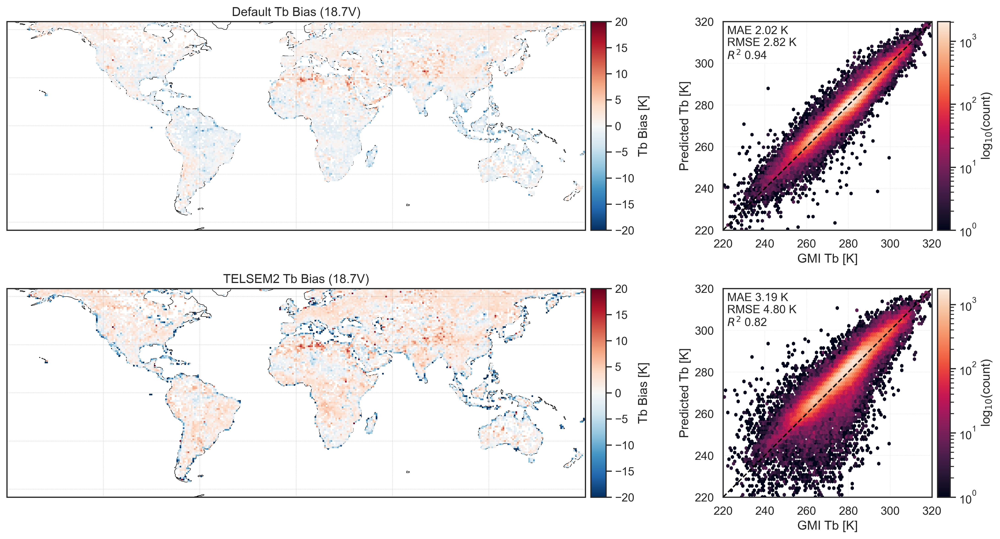 Default Tb Bias (18.7V)
20
15
10
5
0
−5
−10
−15
−20
Tb Bias [K]
MAE 2.02 K
RMSE 2.82 K
R² 0.94
320
300
280
260
240
220
Predicted Tb [K]
220 240 260 280 300 320
GMI Tb [K]
10³
10²
10¹
10⁰
log₁₀(count)
TELSEM2 Tb Bias (18.7V)
20
15
10
5
0
−5
−10
−15
−20
Tb Bias [K]
MAE 3.19 K
RMSE 4.80 K
R² 0.82
320
300
280
260
240
220
Predicted Tb [K]
220 240 260 280 300 320
GMI Tb [K]
10³
10²
10¹
10⁰
log₁₀(count)